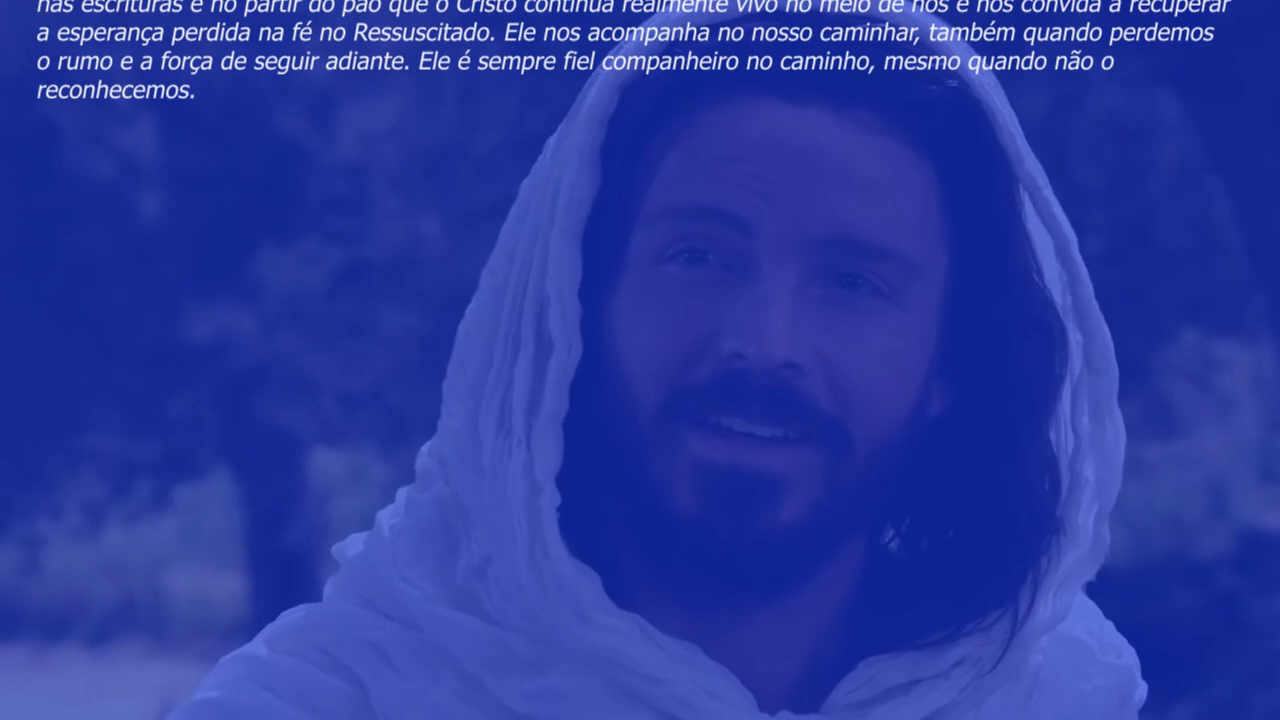 nas escrituras e no partir do pão que o Cristo continua realmente vivo no meio de nós e nos convida a recuperar
a esperança perdida na fé no Ressuscitado. Ele nos acompanha no nosso caminhar, também quando perdemos
o rumo e a força de seguir adiante. Ele é sempre fiel companheiro no caminho, mesmo quando não o
reconhecemos.